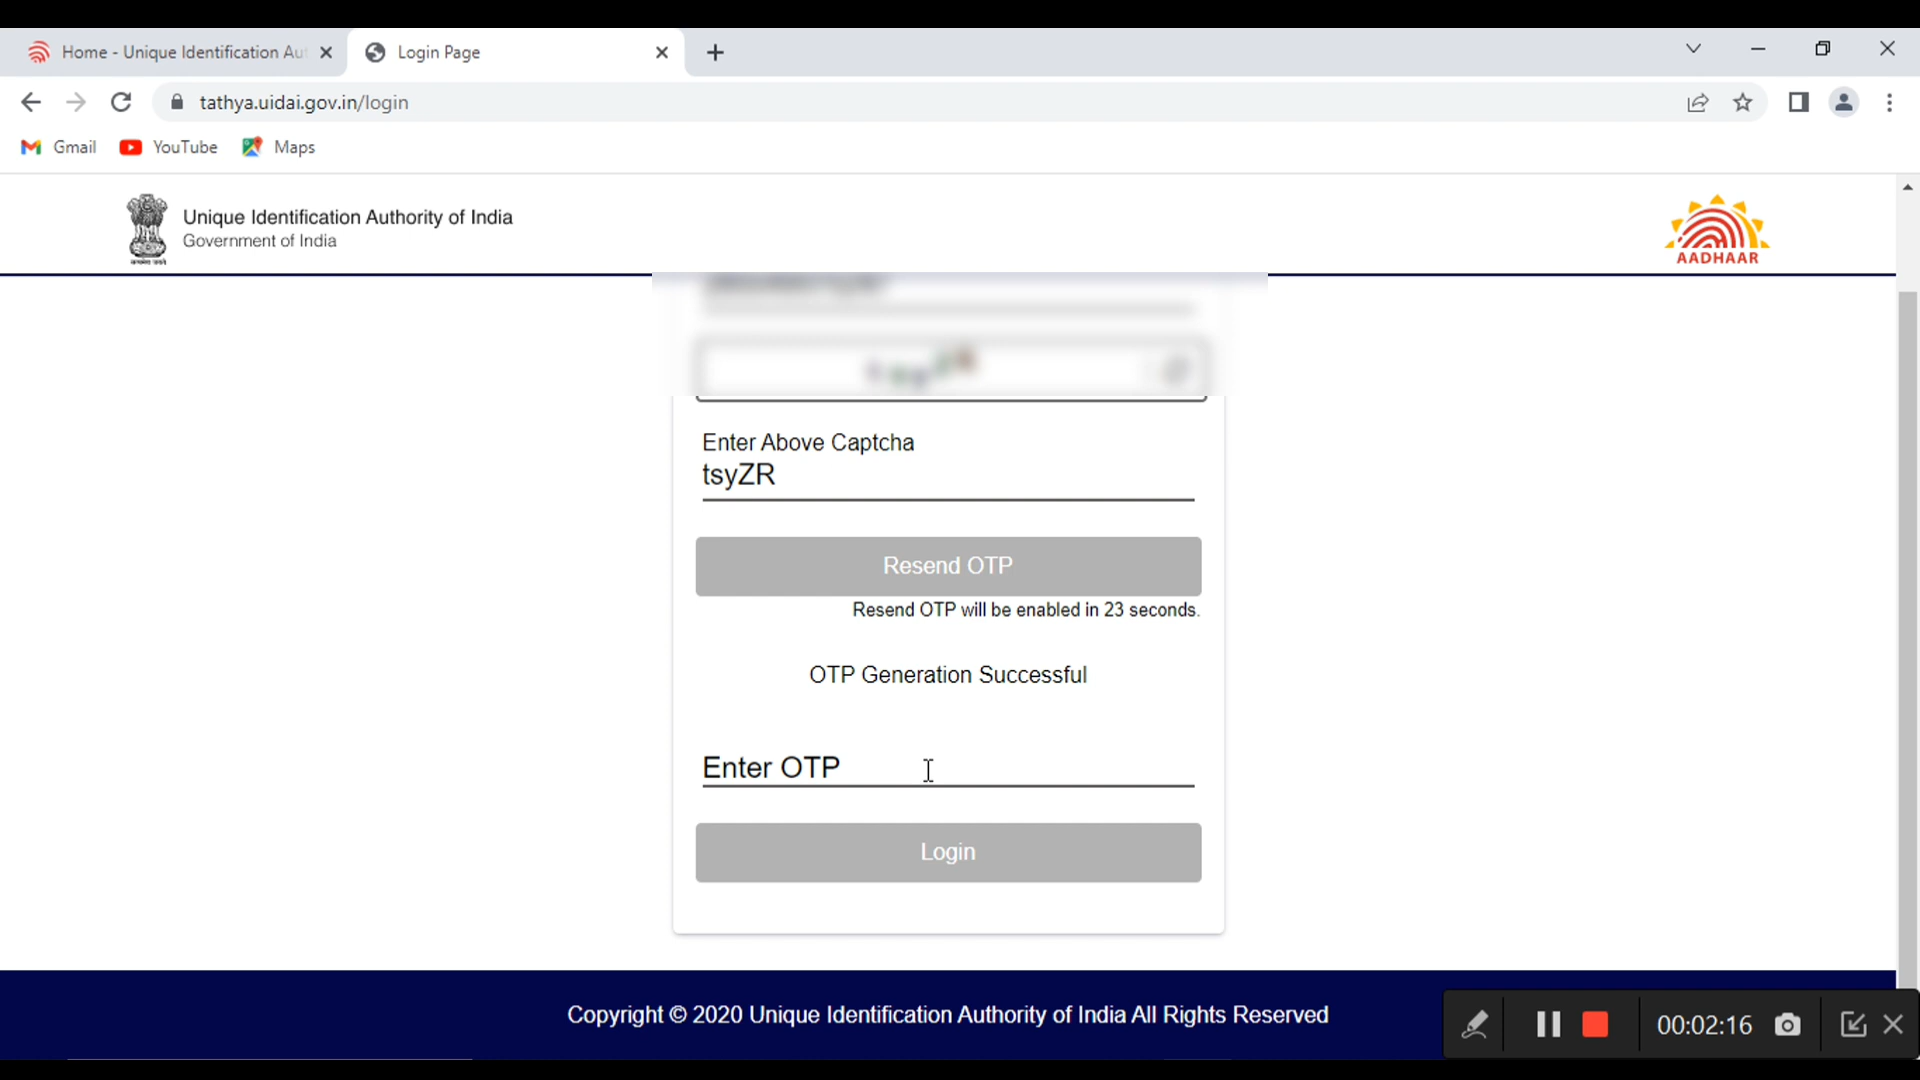 Home - Unique Identification Au
Login Page
tathya.uidai.gov.in/login
Gmail
YouTube
Maps
Unique Identification Authority of India
Government of India
AADHAAR
Enter Above Captcha
tsyZR
Resend OTP
Resend OTP will be enabled in 23 seconds.
OTP Generation Successful
Enter OTP
Login
Copyright © 2020 Unique Identification Authority of India All Rights Reserved
00:02:16